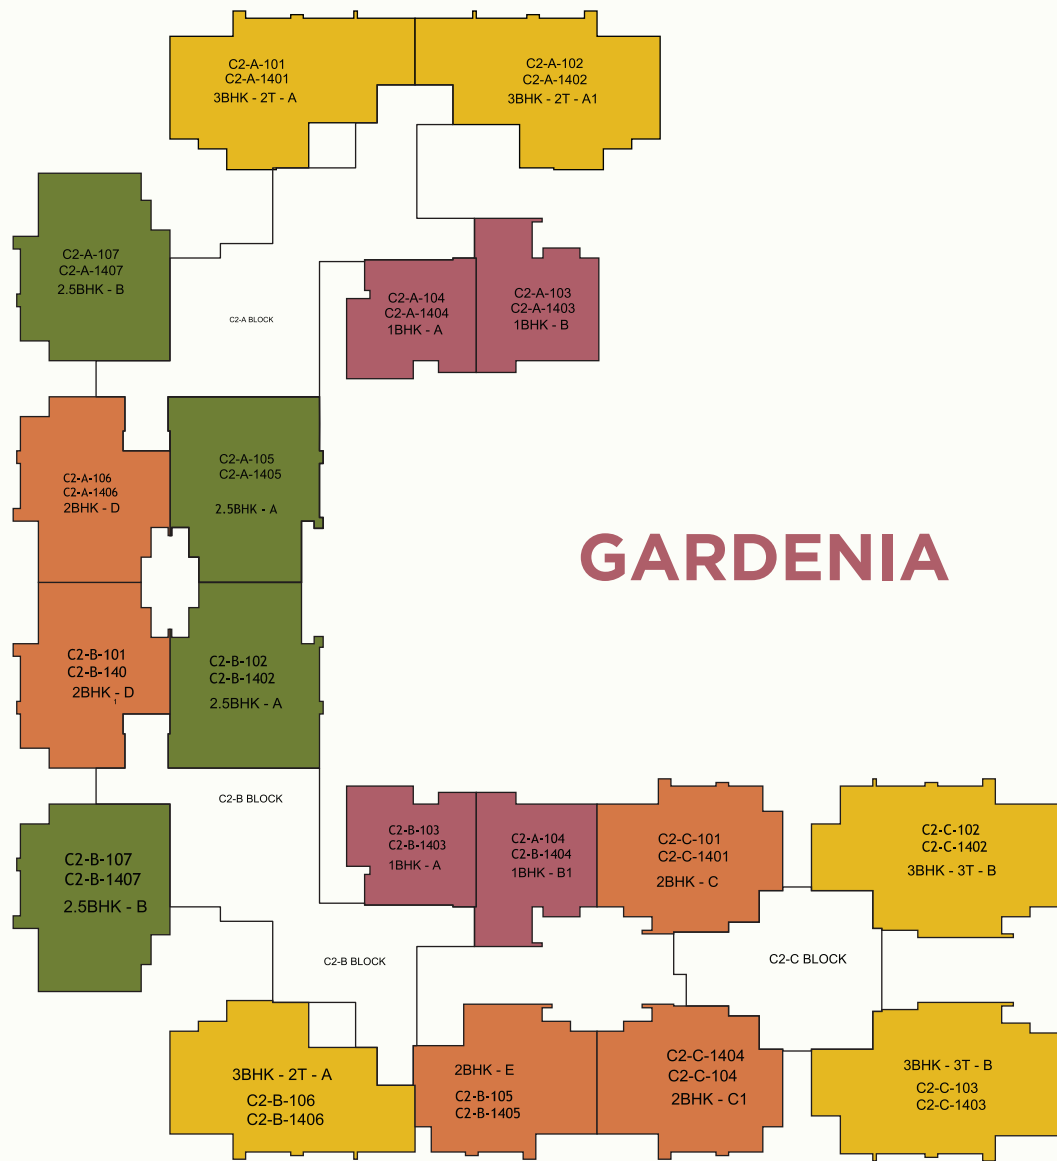 C2-A-101
C2-A-1401
3BHK - 2T - A
C2-A-102
C2-A-1402
3BHK - 2T - A1
C2-A-107
C2-A-1407
2.5BHK - B
C2-A BLOCK
C2-A-104
C2-A-1404
1BHK - A
C2-A-103
C2-A-1403
1BHK - B
C2-A-106
C2-A-1406
2BHK - D
C2-A-105
C2-A-1405
2.5BHK - A
GARDENIA
C2-B-101
C2-B-140
2BHK - D
1
C2-B-102
C2-B-1402
2.5BHK - A
C2-B BLOCK
C2-B-103
C2-B-1403
1BHK - A
C2-A-104
C2-B-1404
1BHK - B1
C2-C-101
C2-C-1401
2BHK - C
C2-C-102
C2-C-1402
3BHK - 3T - B
C2-B-107
C2-B-1407
2.5BHK - B
C2-B BLOCK
C2-C BLOCK
3BHK - 2T - A
C2-B-106
C2-B-1406
2BHK - E
C2-B-105
C2-B-1405
C2-C-1404
C2-C-104
2BHK - C1
3BHK - 3T - B
C2-C-103
C2-C-1403